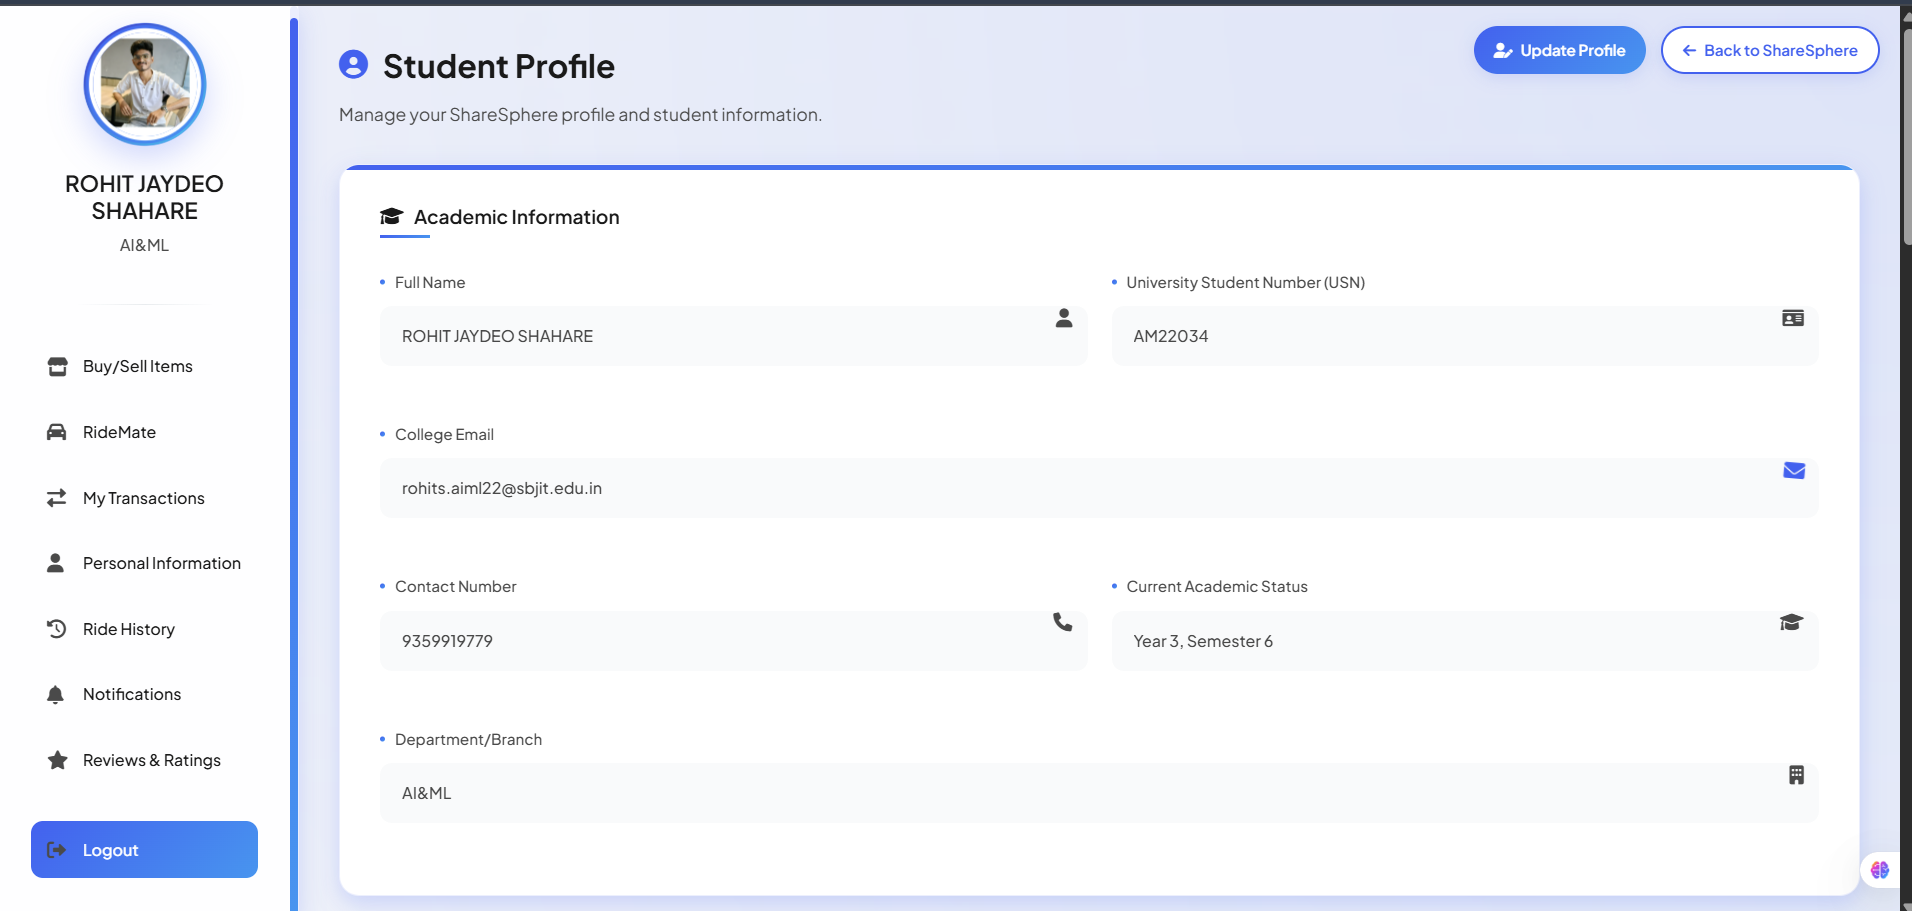 ROHIT JAYDEO
SHAHARE
AI&ML
Buy/Sell Items
RideMate
My Transactions
Personal Information
Ride History
Notifications
Reviews & Ratings
Logout
Student Profile
Manage your ShareSphere profile and student information.
Update Profile
Back to ShareSphere
Academic Information
Full Name
ROHIT JAYDEO SHAHARE
University Student Number (USN)
AM22034
College Email
rohits.aiml22@sbjit.edu.in
Contact Number
9359919779
Current Academic Status
Year 3, Semester 6
Department/Branch
AI&ML